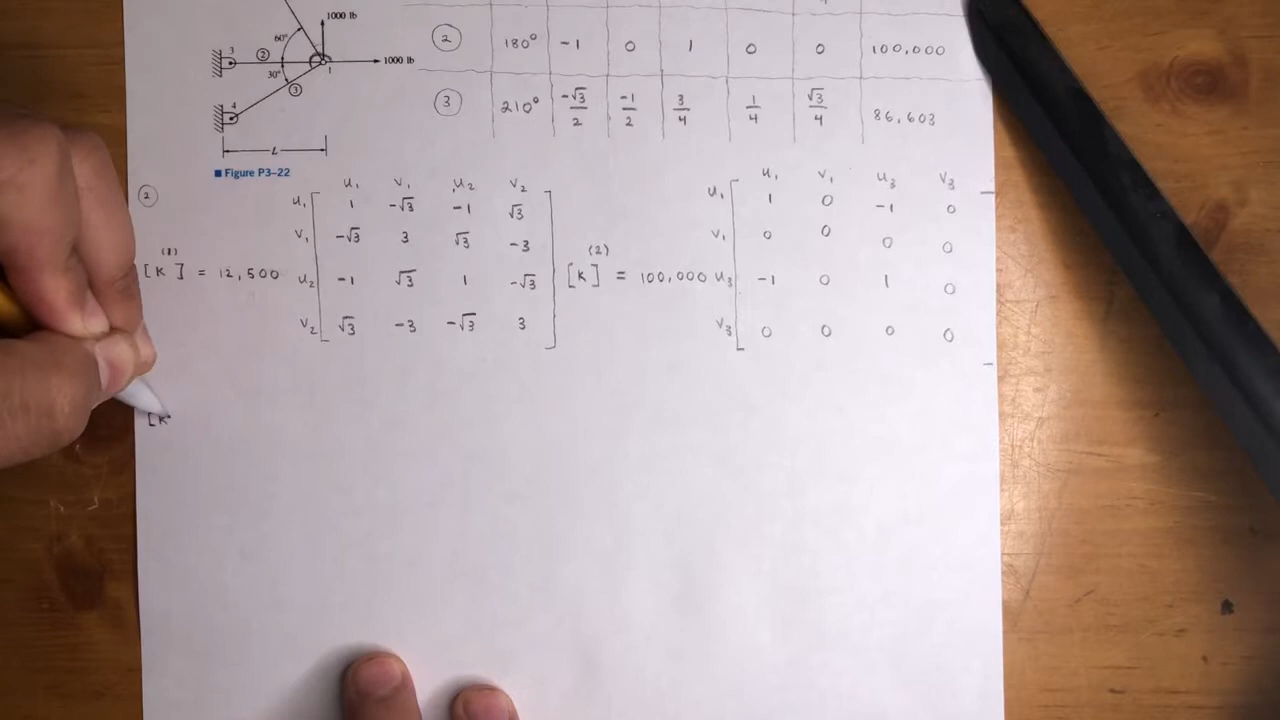 1000 lb
60°
3 ② 1 1000 lb
30° ③
4
L
■ Figure P3-22
② 180° -1 0 1 0 0 100,000
③ 210° -√3/2 -1/2 3/4 1/4 √3/4 86,603
②
u₁ v₁ u₂ v₂
u₁ 1 -√3 -1 √3
v₁ -√3 3 √3 -3
[K]⁽¹⁾ = 12,500
u₂ -1 √3 1 -√3
v₂ √3 -3 -√3 3
u₁ v₁ u₃ v₃
u₁ 1 0 -1 0
v₁ 0 0 0 0
[K]⁽²⁾ = 100,000
u₃ -1 0 1 0
v₃ 0 0 0 0
[K